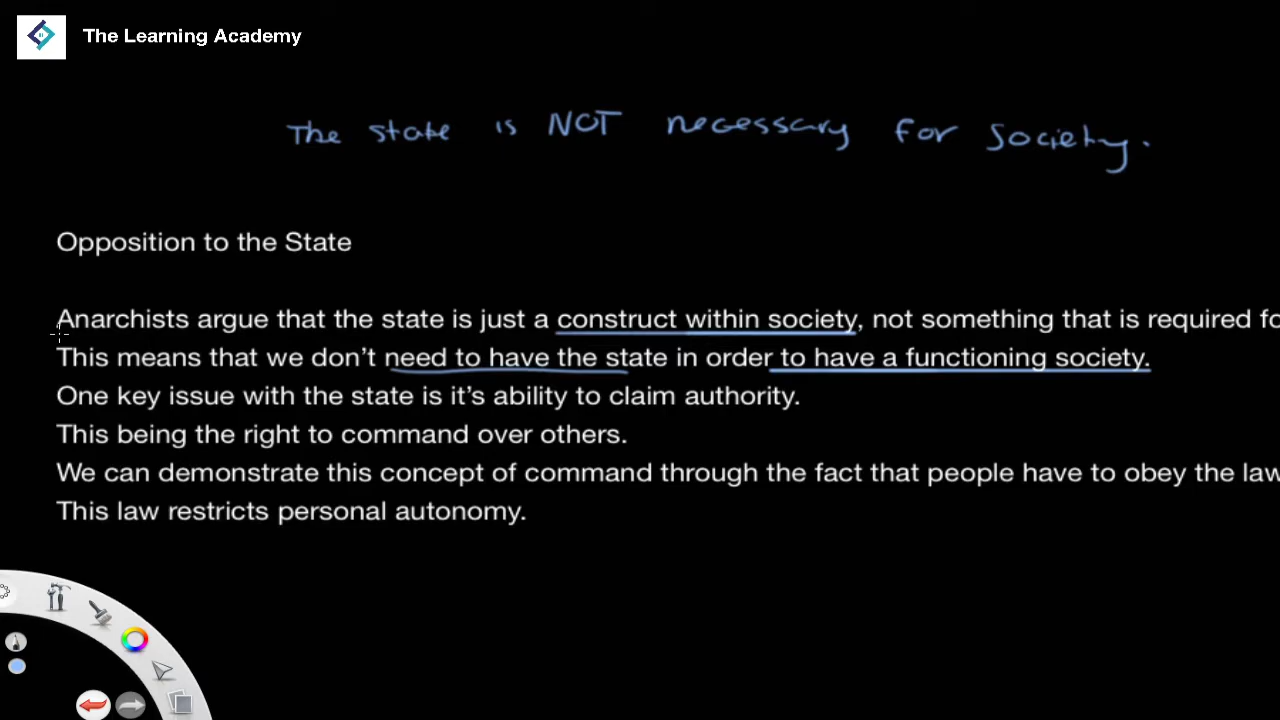 The Learning Academy
The state is NOT necessary for society.
Opposition to the State
Anarchists argue that the state is just a construct within society, not something that is required
This means that we don’t need to have the state in order to have a functioning society.
One key issue with the state is it’s ability to claim authority.
This being the right to command over others.
We can demonstrate this concept of command through the fact that people have to obey the law
This law restricts personal autonomy.